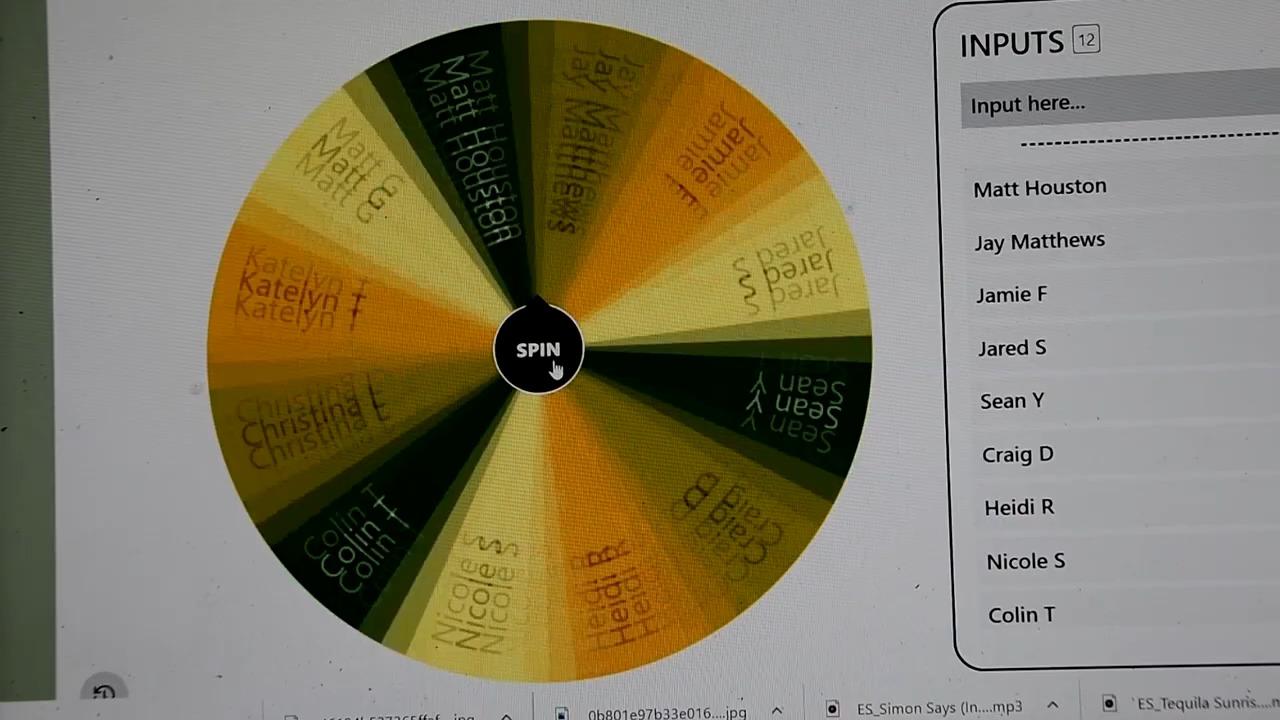 INPUTS 12
Input here...
Matt Houston
Jay Matthews
Jamie F
Jared S
Sean Y
Craig D
Heidi R
Nicole S
Colin T
Matt Houston
Jay Matthews
Jamie F
Jared S
Sean Y
Craig D
Heidi R
Nicole S
Colin T
Christina L
Katelyn T
Matt G
SPIN
0b801e97b33e016....jpg
ES_Simon Says (In....mp3
ES_Tequila Sunris....